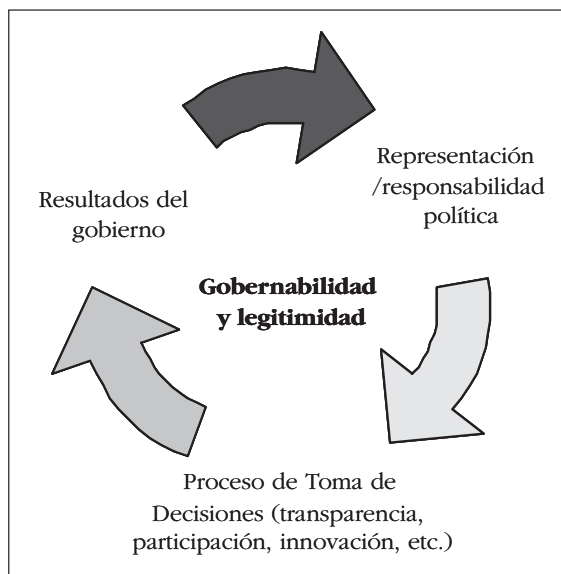 Resultados del
gobierno
Representación
/responsabilidad
política
Gobernabilidad
y legitimidad
Proceso de Toma de
Decisiones (transparencia,
participación, innovación, etc.)